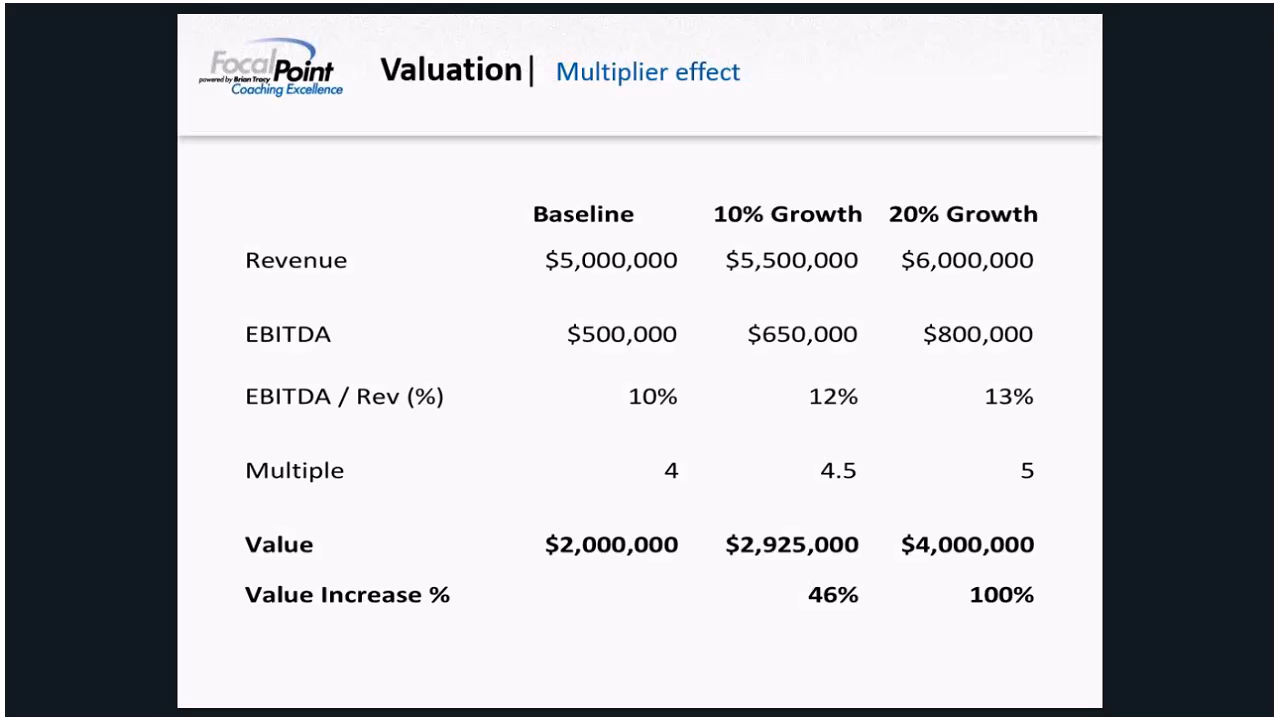 FocalPoint
powered by Brian Tracy
Coaching Excellence
Valuation| Multiplier effect
Baseline 10% Growth 20% Growth
Revenue $5,000,000 $5,500,000 $6,000,000
EBITDA $500,000 $650,000 $800,000
EBITDA / Rev (%) 10% 12% 13%
Multiple 4 4.5 5
Value $2,000,000 $2,925,000 $4,000,000
Value Increase % 46% 100%